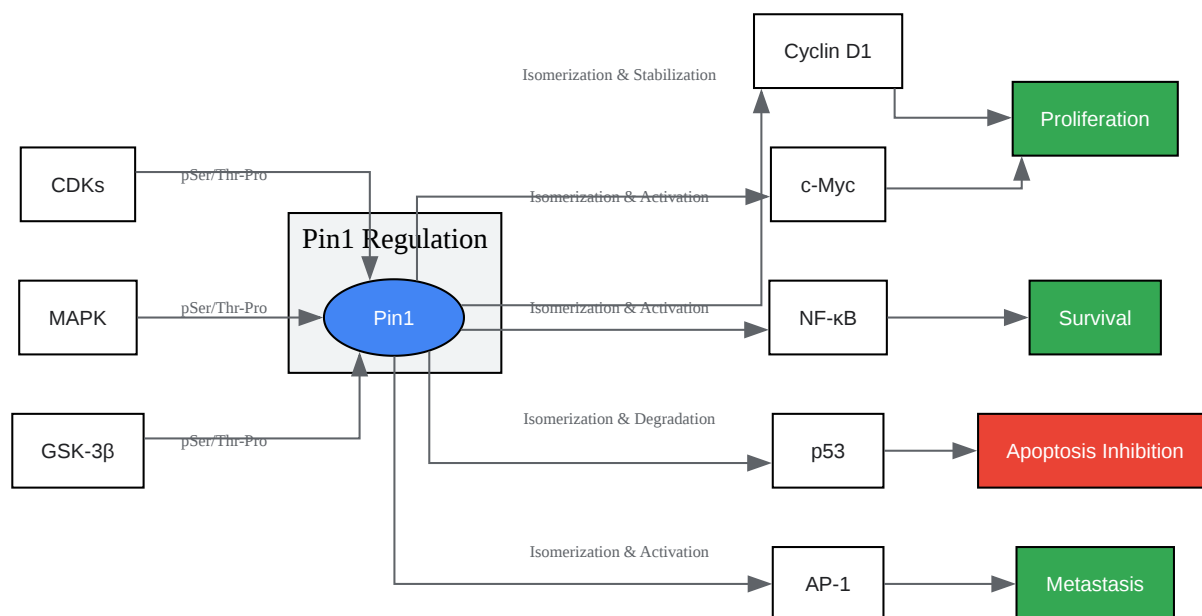 Cyclin D1
Isomerization & Stabilization
Proliferation
CDKs
pSer/Thr-Pro
c-Myc
Isomerization & Activation
Pin1 Regulation
MAPK
pSer/Thr-Pro
Pin1
Isomerization & Activation
NF-κB
Survival
GSK-3β
pSer/Thr-Pro
Isomerization & Degradation
p53
Apoptosis Inhibition
Isomerization & Activation
AP-1
Metastasis